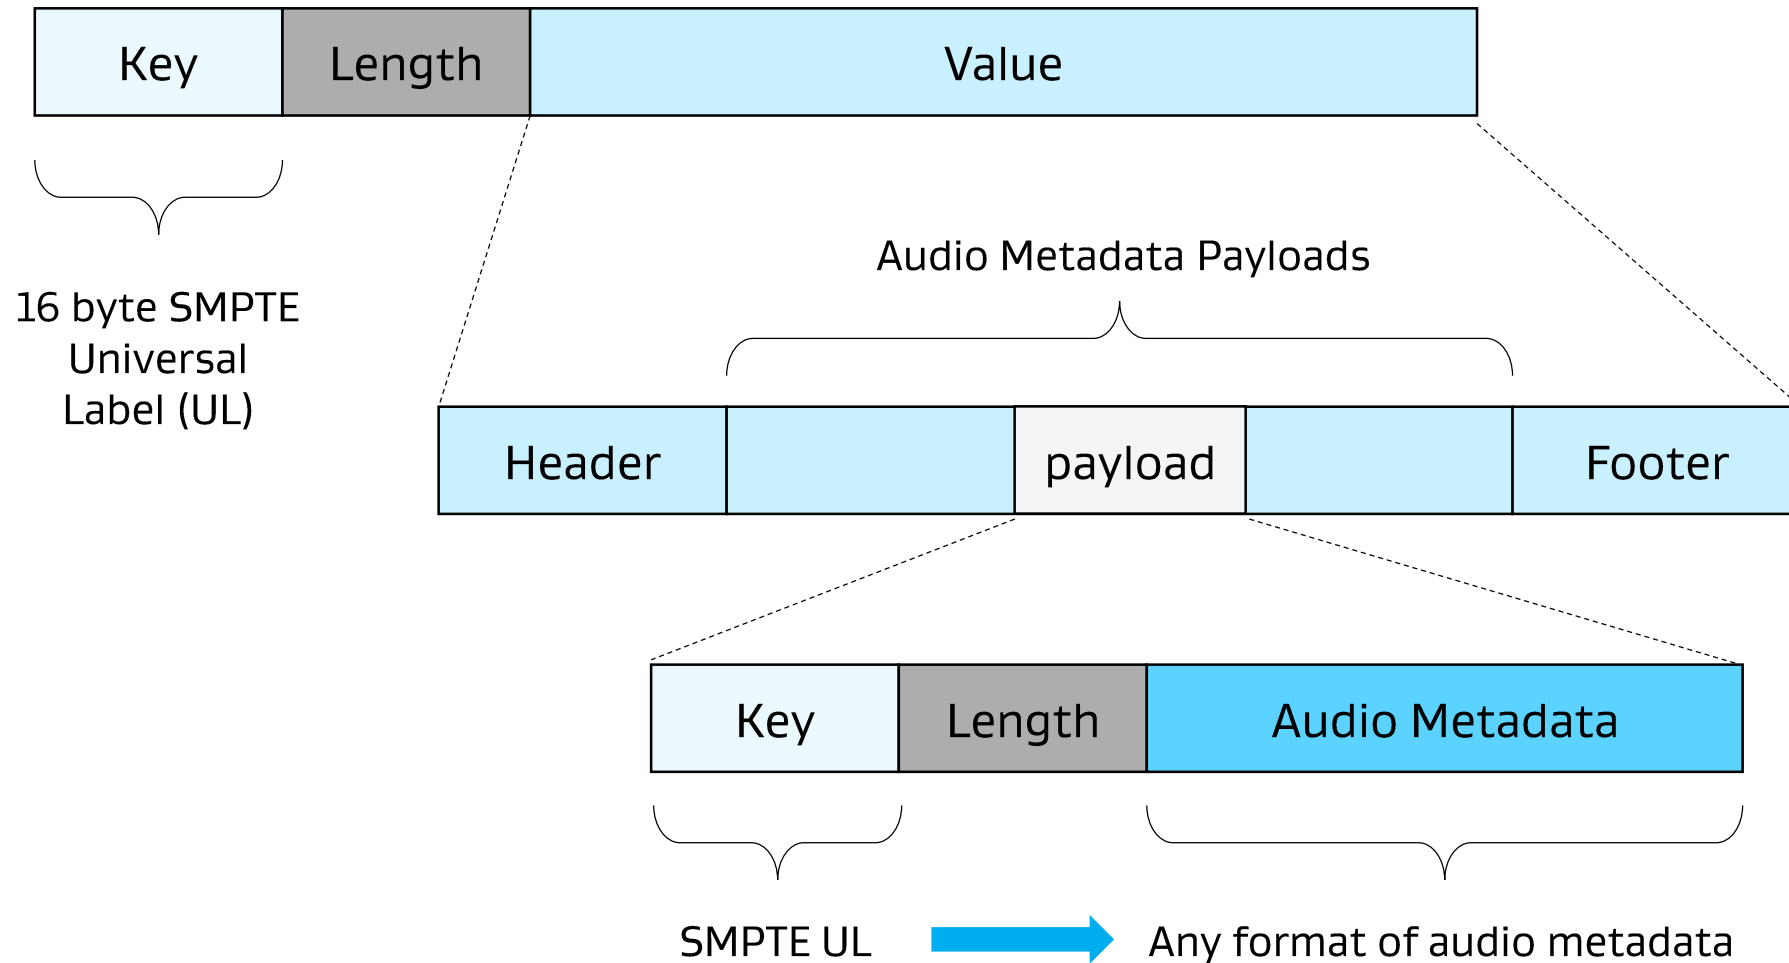 Key Length Value
Audio Metadata Payloads
16 byte SMPTE
Universal
Label (UL)
Header payload Footer
Key Length Audio Metadata
SMPTE UL Any format of audio metadata